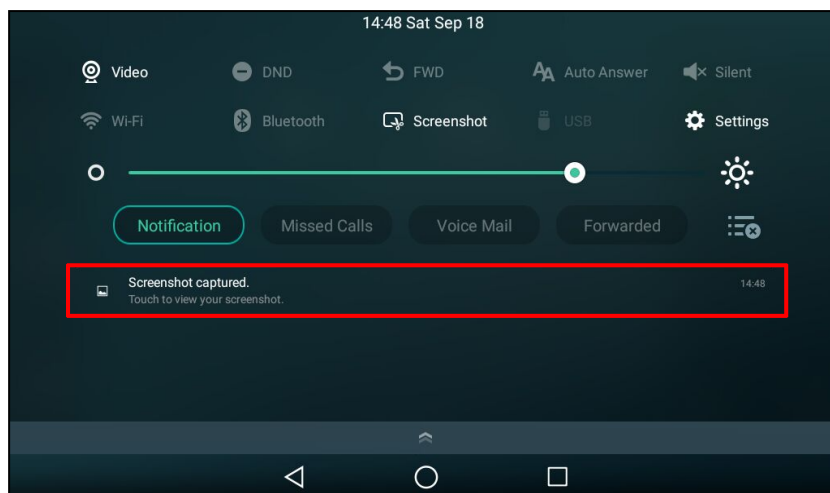 14:48 Sat Sep 18
Video DND FWD Auto Answer Silent
Wi-Fi Bluetooth Screenshot USB Settings
Notification Missed Calls Voice Mail Forwarded
Screenshot captured. 14:48
Touch to view your screenshot.